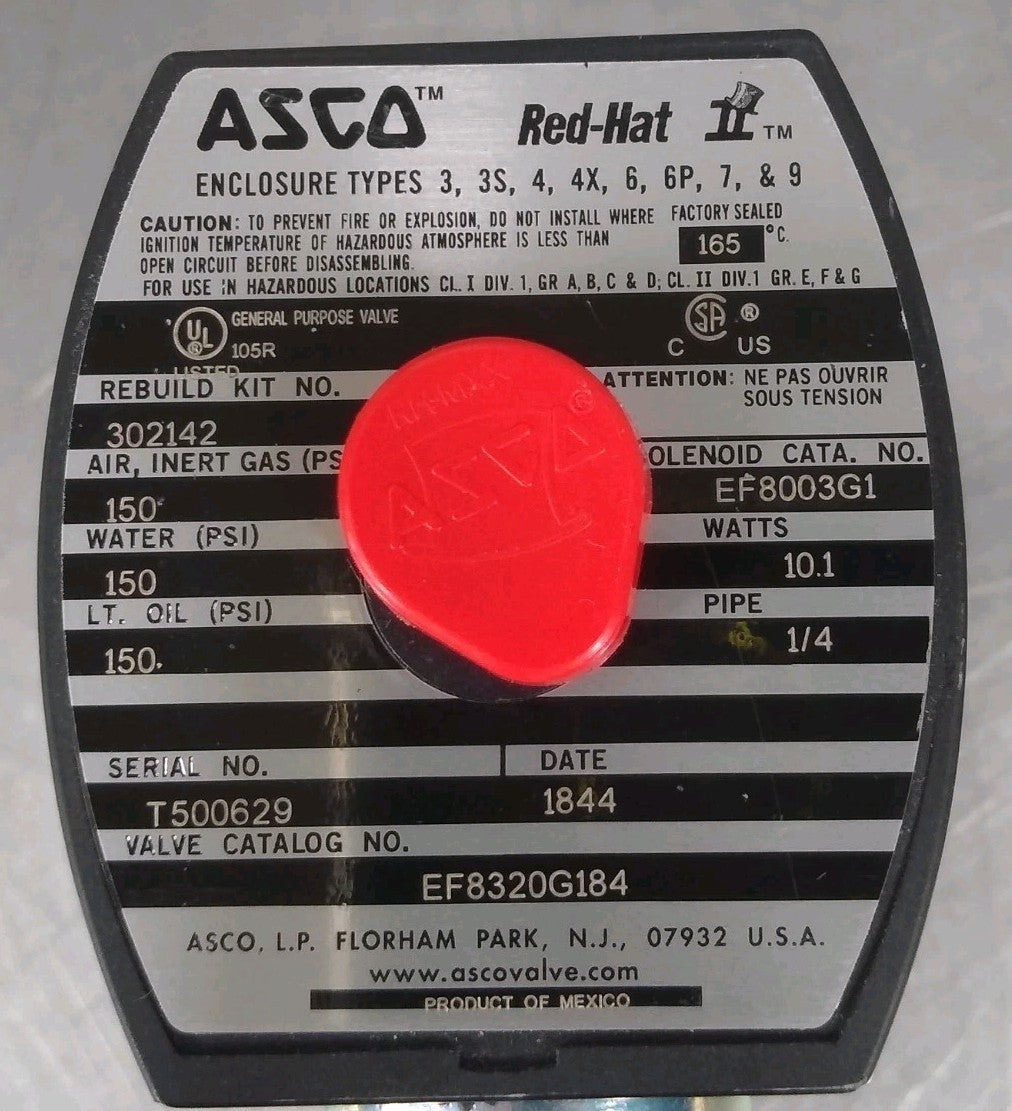 ASCO™ Red-Hat II™
ENCLOSURE TYPES 3, 3S, 4, 4X, 6, 6P, 7, & 9
CAUTION: TO PREVENT FIRE OR EXPLOSION, DO NOT INSTALL WHERE
IGNITION TEMPERATURE OF HAZARDOUS ATMOSPHERE IS LESS THAN
FACTORY SEALED
165 °C.
OPEN CIRCUIT BEFORE DISASSEMBLING.
FOR USE IN HAZARDOUS LOCATIONS CL. I DIV. 1, GR A, B, C & D; CL. II DIV.1 GR. E, F & G
UL ® GENERAL PURPOSE VALVE
105R
LISTED
SA ®
C US
REBUILD KIT NO.
302142
ATTENTION: NE PAS OUVRIR
SOUS TENSION
AIR, INERT GAS (PS
150
OLENOID CATA. NO.
EF8003G1
WATER (PSI)
150
WATTS
10.1
LT. OIL (PSI)
150
PIPE
1/4
ASCO ®
SERIAL NO.
T500629
DATE
1844
VALVE CATALOG NO.
EF8320G184
ASCO, L.P. FLORHAM PARK, N.J., 07932 U.S.A.
www.ascovalve.com
PRODUCT OF MEXICO